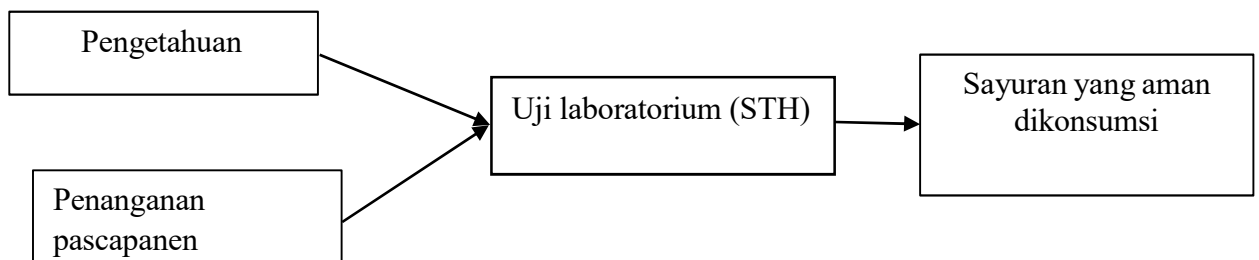 Pengetahuan
Penanganan
pascapanen
Uji laboratorium (STH)
Sayuran yang aman
dikonsumsi